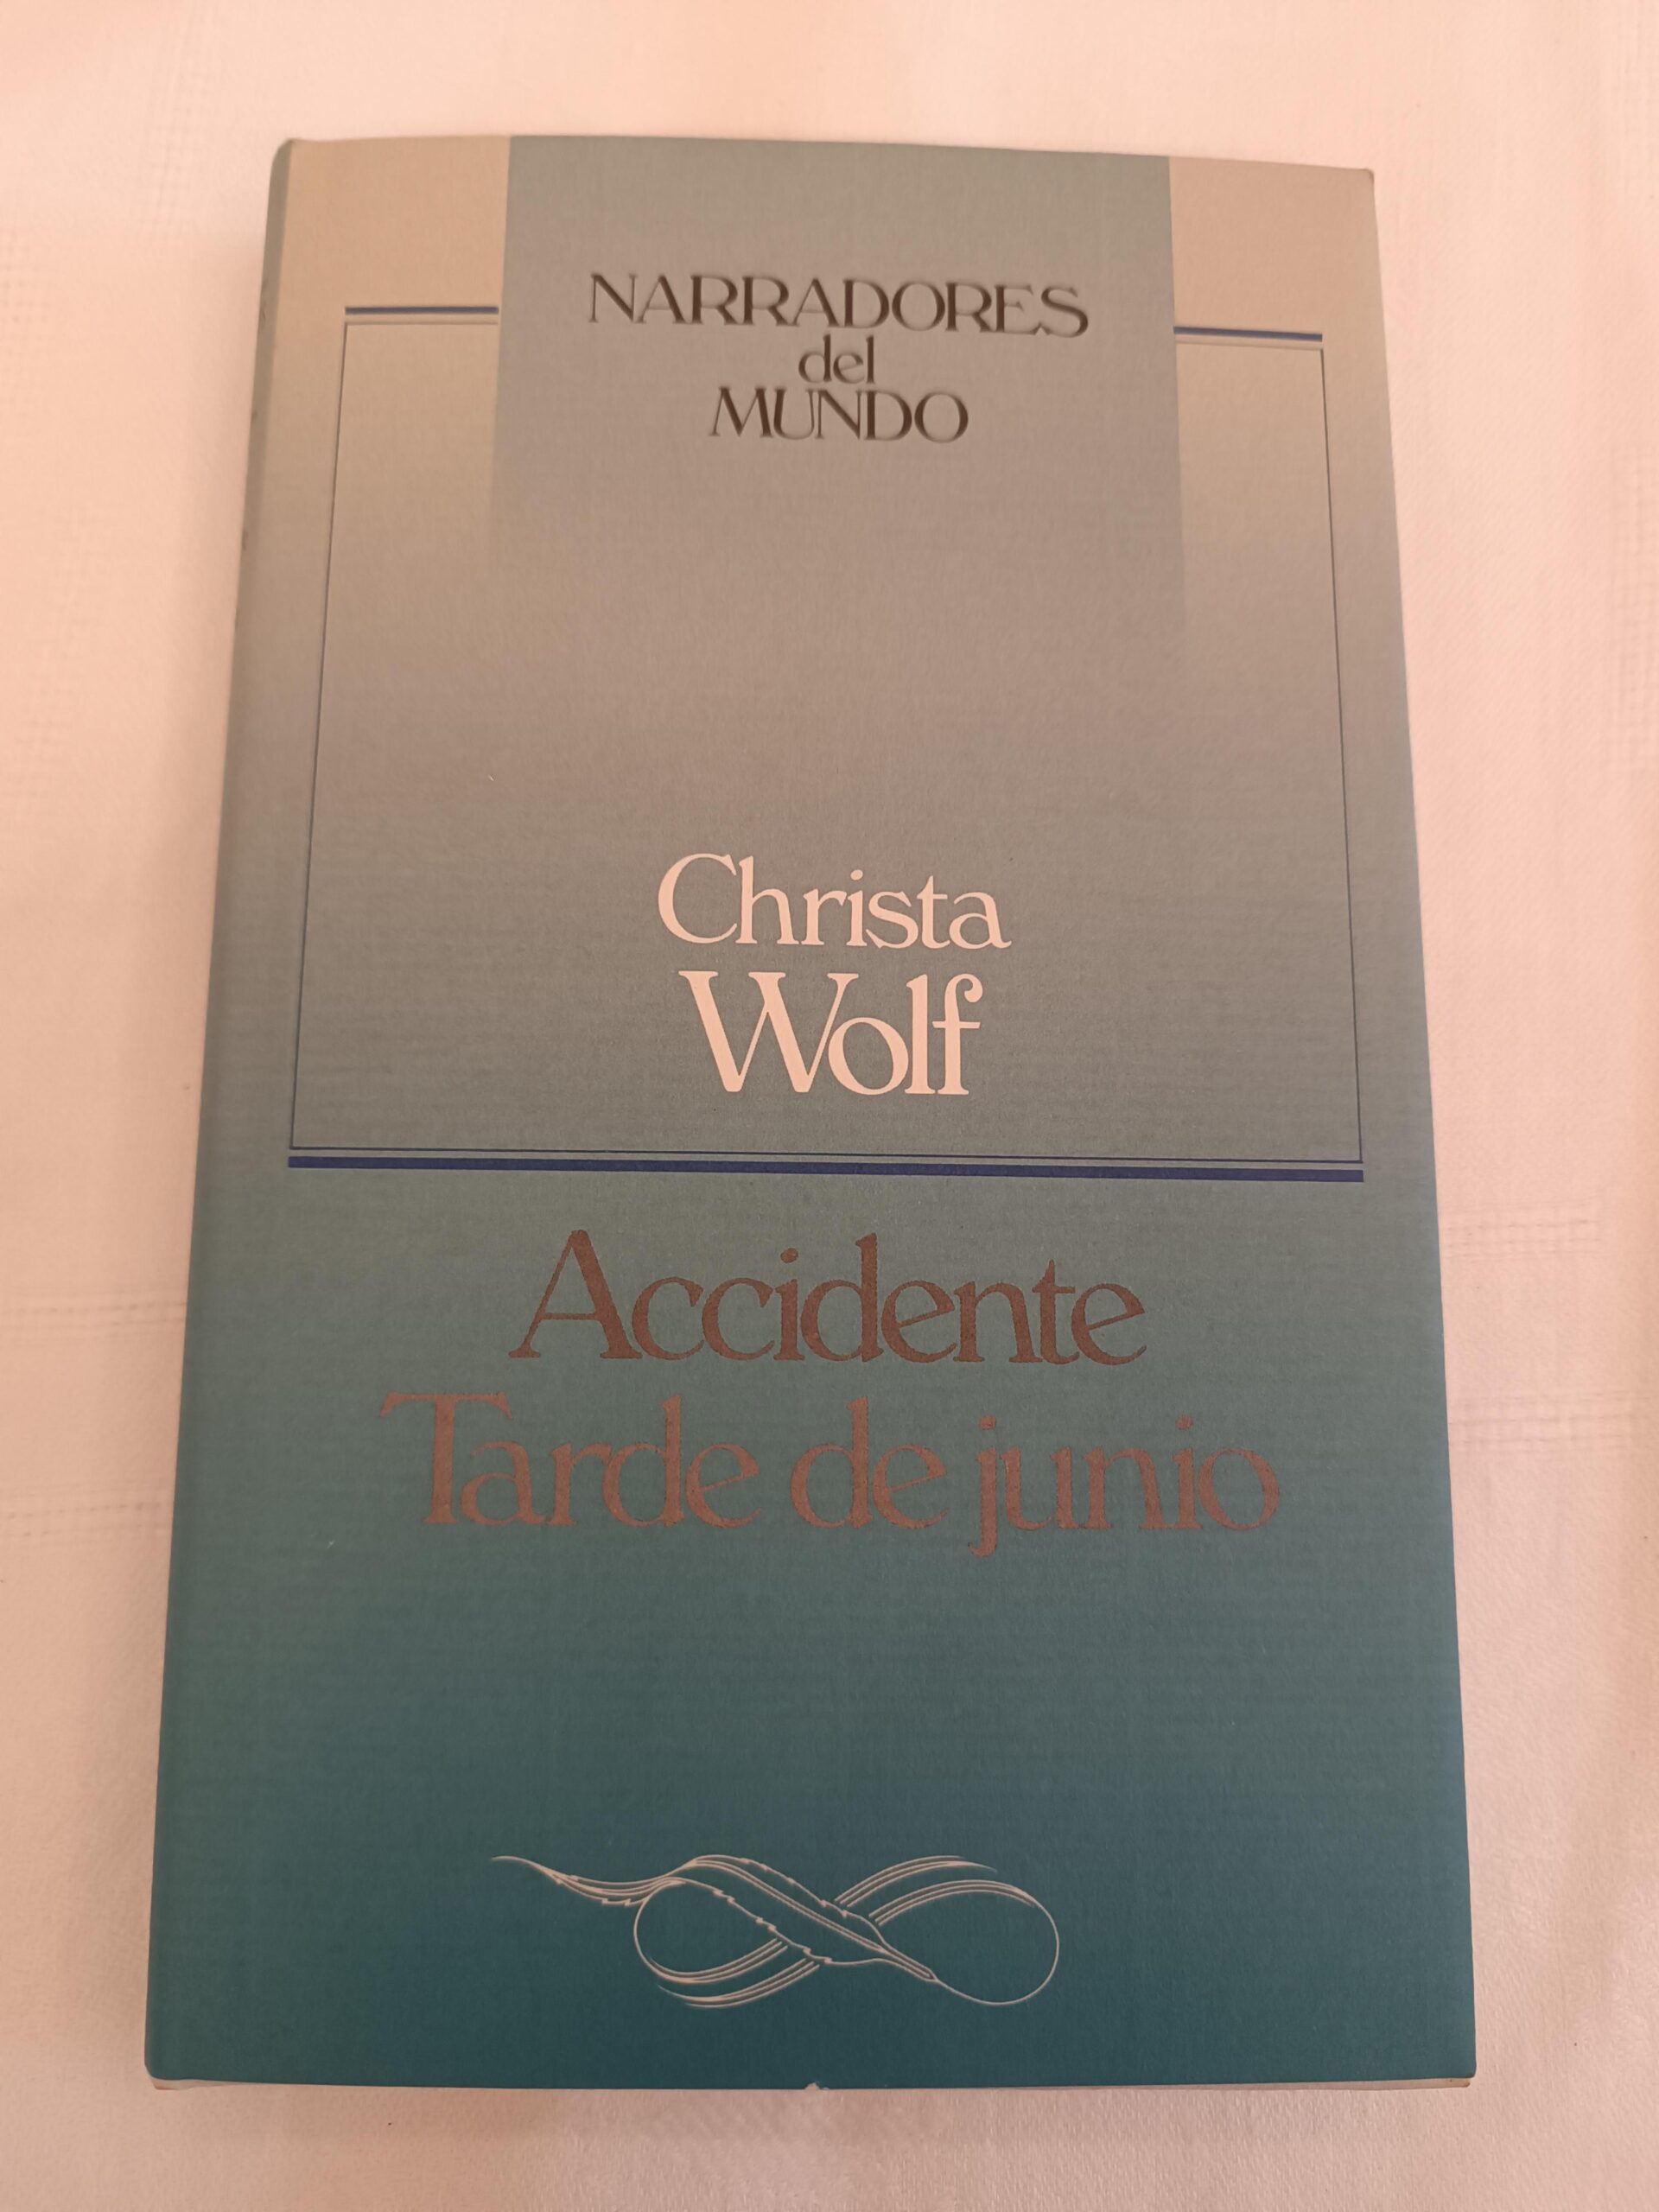 NARRADORES
del
MUNDO
Christa
Wolf
Accidente
Tarde de junio